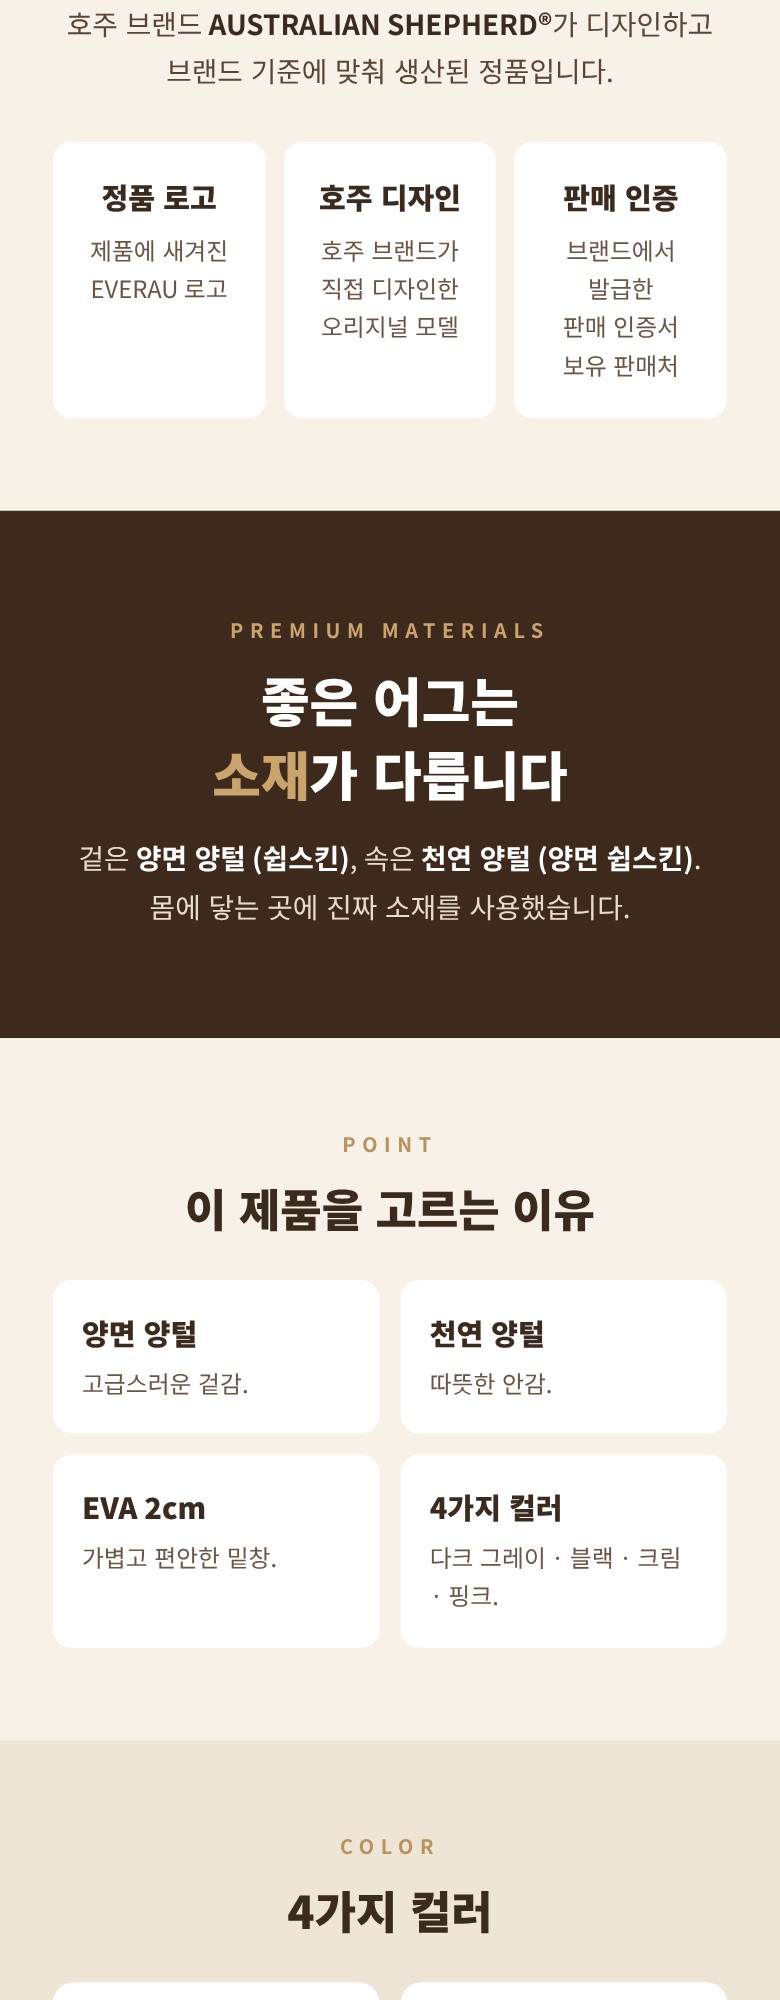 호주 브랜드 AUSTRALIAN SHEPHERD®가 디자인하고
브랜드 기준에 맞춰 생산된 정품입니다.
정품 로고
제품에 새겨진
EVERAU 로고
호주 디자인
호주 브랜드가
직접 디자인한
오리지널 모델
판매 인증
브랜드에서
발급한
판매 인증서
보유 판매처
PREMIUM MATERIALS
좋은 어그는
소재가 다릅니다
겉은 양면 양털 (쉽스킨), 속은 천연 양털 (양면 쉽스킨).
몸에 닿는 곳에 진짜 소재를 사용했습니다.
POINT
이 제품을 고르는 이유
양면 양털
고급스러운 겉감.
천연 양털
따뜻한 안감.
EVA 2cm
가볍고 편안한 밑창.
4가지 컬러
다크 그레이 · 블랙 · 크림
· 핑크.
COLOR
4가지 컬러